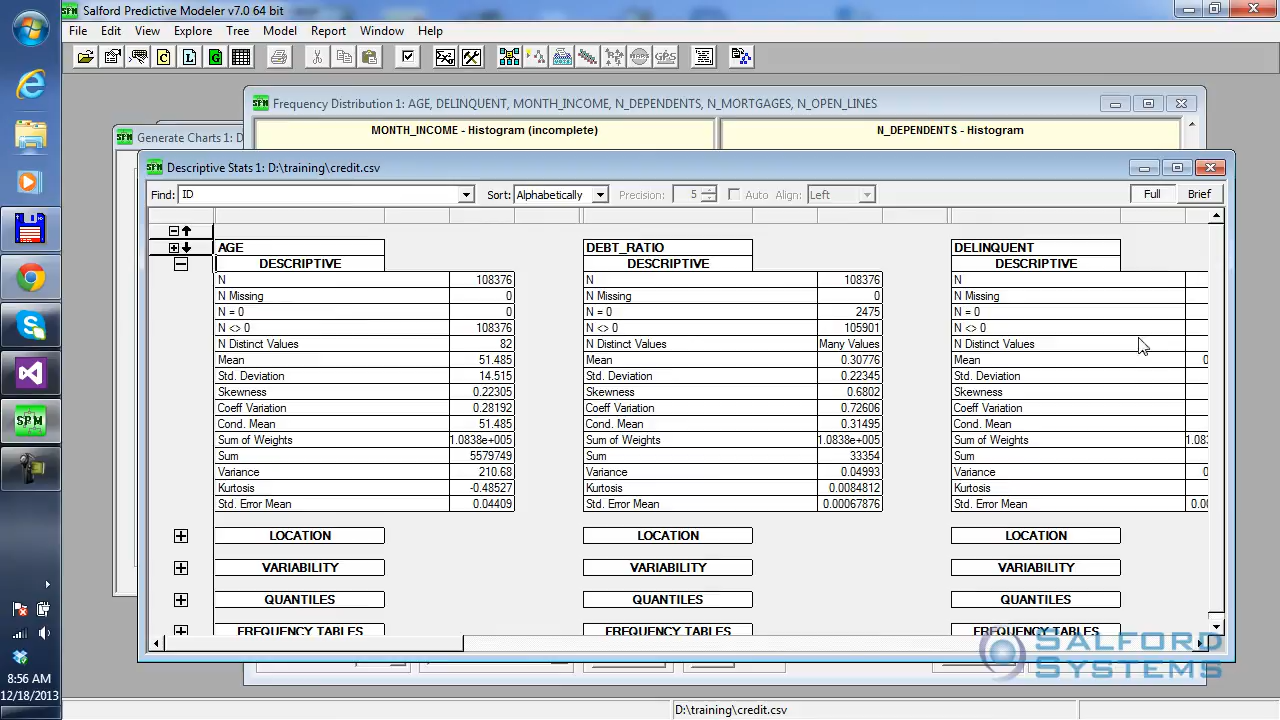 Salford Predictive Modeler v7.0 64 bit
File Edit View Explore Tree Model Report Window Help
C L G GPS
Frequency Distribution 1: AGE, DELINQUENT, MONTH_INCOME, N_DEPENDENTS, N_MORTGAGES, N_OPEN_LINES
MONTH_INCOME - Histogram (incomplete) N_DEPENDENTS - Histogram
Generate Charts 1: D
Descriptive Stats 1: D:\training\credit.csv
Find: ID Sort: Alphabetically Precision: 5 Auto Align: Left Full Brief
AGE DEBT_RATIO DELINQUENT
DESCRIPTIVE DESCRIPTIVE DESCRIPTIVE
N 108376 N 108376 N
N Missing 0 N Missing 0 N Missing
N = 0 0 N = 0 2475 N = 0
N <> 0 108376 N <> 0 105901 N <> 0
N Distinct Values 82 N Distinct Values Many Values N Distinct Values
Mean 51.485 Mean 0.30776 Mean 0
Std. Deviation 14.515 Std. Deviation 0.22345 Std. Deviation
Skewness 0.22305 Skewness 0.6802 Skewness
Coeff Variation 0.28192 Coeff Variation 0.72606 Coeff Variation
Cond. Mean 51.485 Cond. Mean 0.31495 Cond. Mean
Sum of Weights 1.0838e+005 Sum of Weights 1.0838e+005 Sum of Weights 1.08
Sum 5579749 Sum 33354 Sum
Variance 210.68 Variance 0.04993 Variance 0
Kurtosis -0.48527 Kurtosis 0.0084812 Kurtosis
Std. Error Mean 0.04409 Std. Error Mean 0.00067876 Std. Error Mean 0.00
LOCATION LOCATION LOCATION
VARIABILITY VARIABILITY VARIABILITY
QUANTILES QUANTILES QUANTILES
FREQUENCY TABLES FREQUENCY TABLES FREQUENCY TABLES
SALFORD
SYSTEMS
SPM
8:56 AM
12/18/2013
D:\training\credit.csv